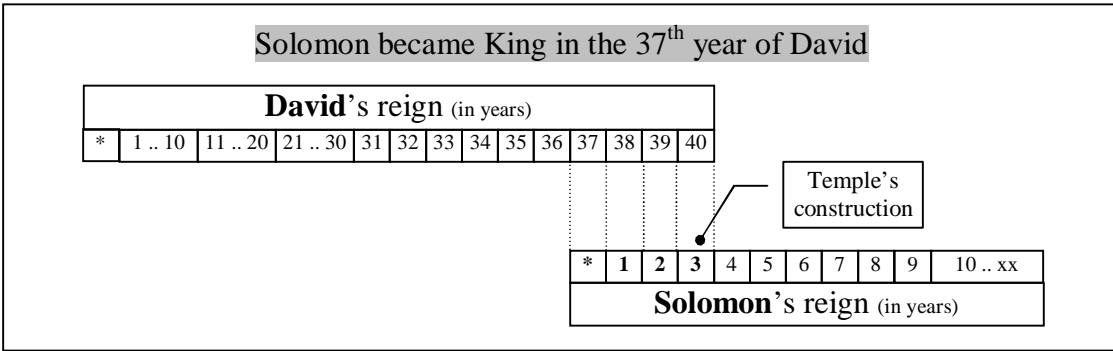 Solomon became King in the 37th year of David
David's reign (in years)
* 1 .. 10 11 .. 20 21 .. 30 31 32 33 34 35 36 37 38 39 40
Temple's
construction
* 1 2 3 4 5 6 7 8 9 10 .. xx
Solomon's reign (in years)